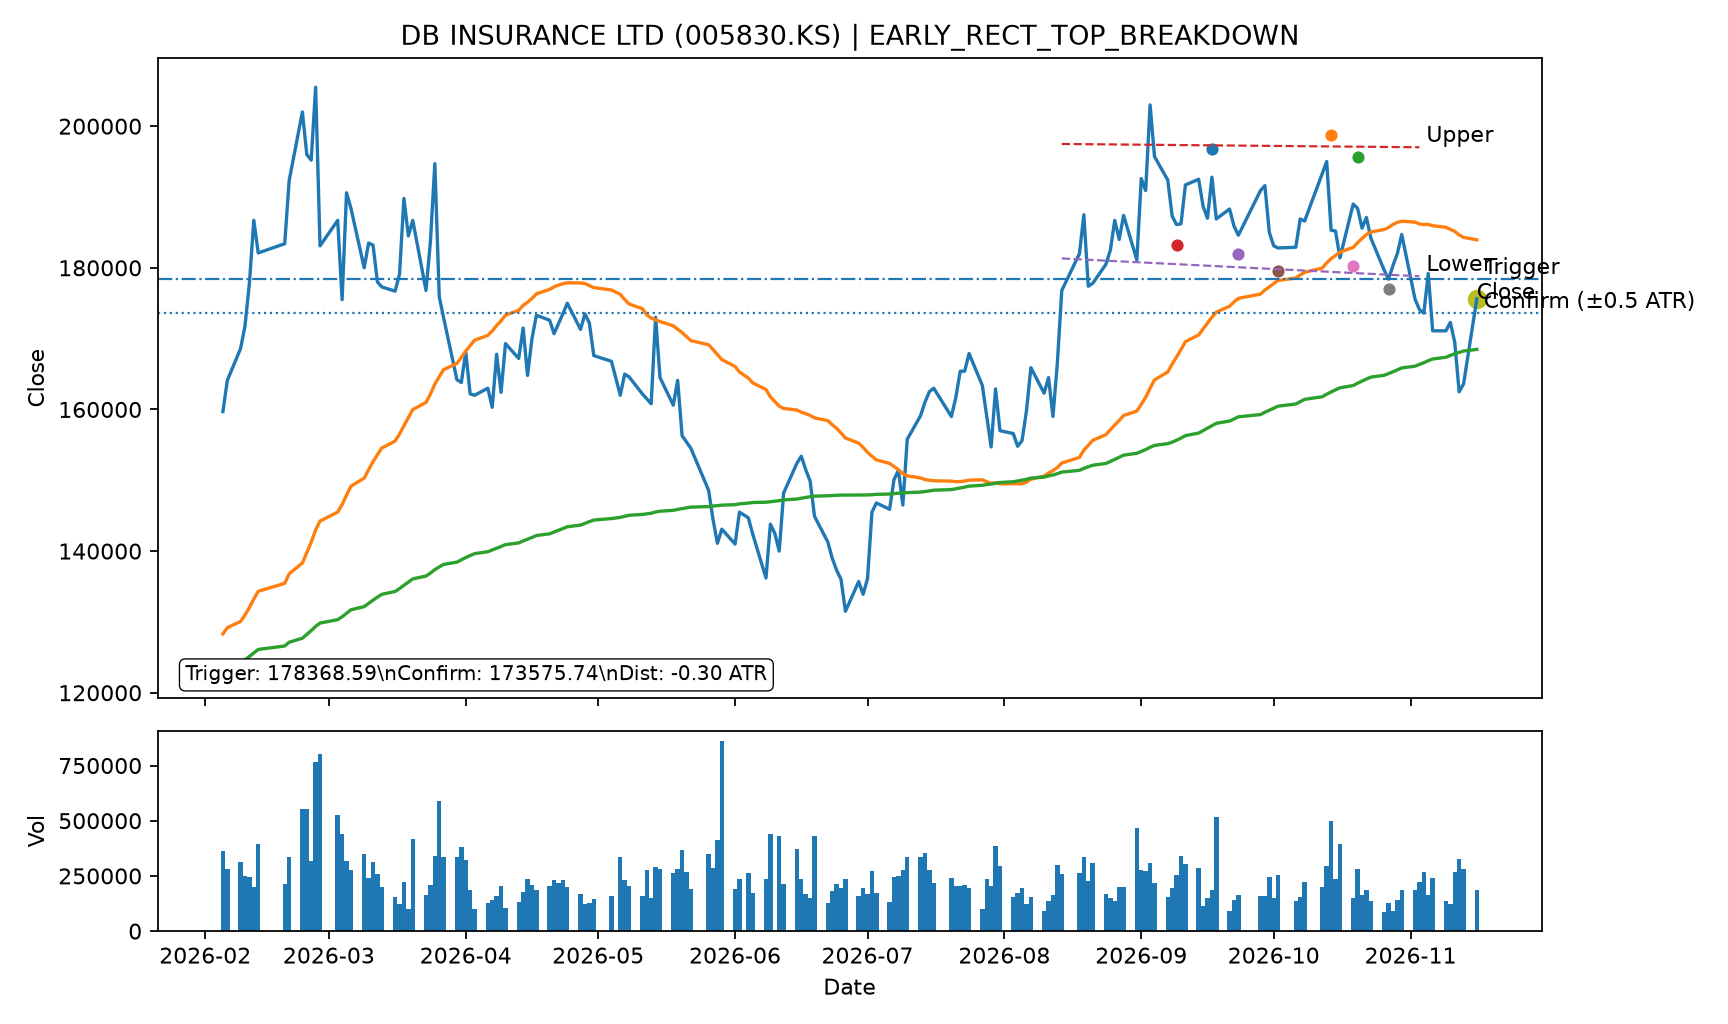 DB INSURANCE LTD (005830.KS) | EARLY_RECT_TOP_BREAKDOWN
Close
200000
180000
160000
140000
120000
Upper
Lower
Trigger
Close
Confirm (±0.5 ATR)
Trigger: 178368.59\nConfirm: 173575.74\nDist: -0.30 ATR
Vol
750000
500000
250000
0
2026-02
2026-03
2026-04
2026-05
2026-06
2026-07
2026-08
2026-09
2026-10
2026-11
Date